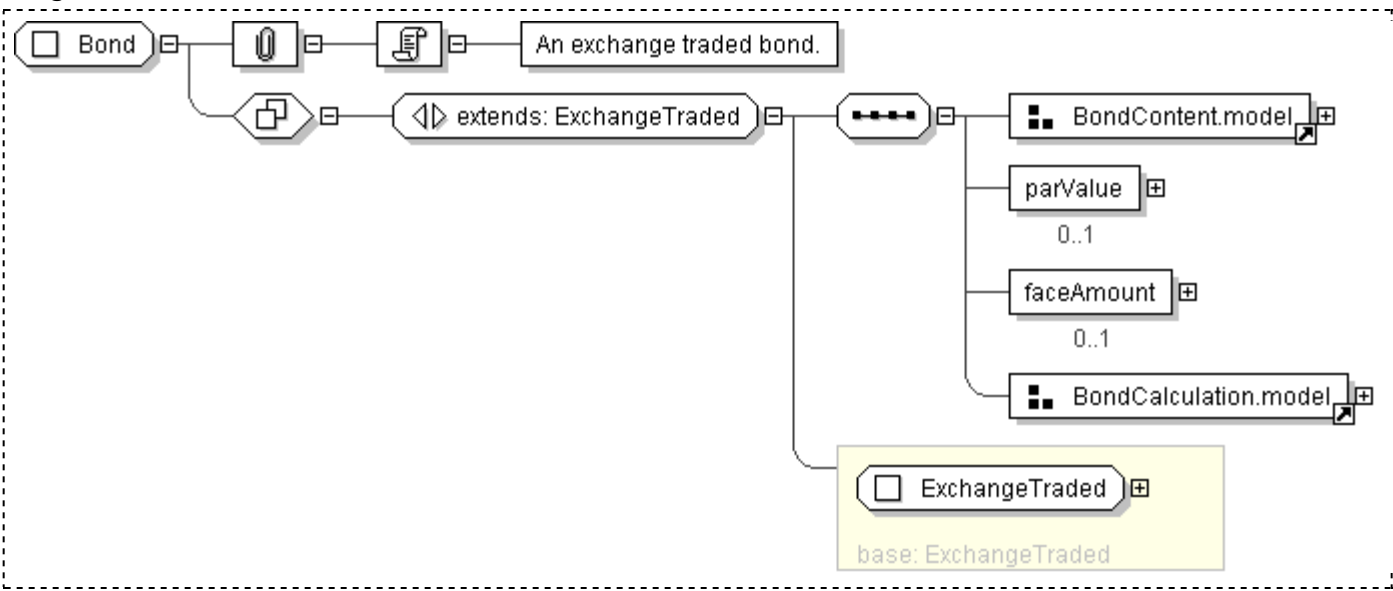 Bond
An exchange traded bond.
extends: ExchangeTraded
BondContent.model
parValue
0..1
faceAmount
0..1
BondCalculation.model
ExchangeTraded
base: ExchangeTraded